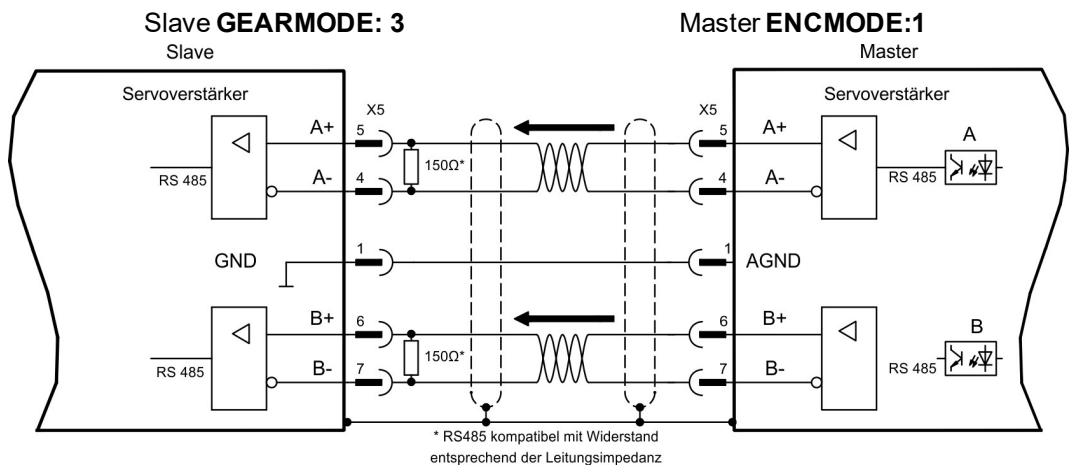 Slave GEARMODE: 3
Master ENCMODE:1
Slave
Master
Servoverstärker
Servoverstärker
X5
X5
A+
5
5
A+
A
150Ω*
RS 485
A-
4
4
A-
RS 485
GND
1
1
AGND
B+
6
6
B+
B
150Ω*
RS 485
B-
7
7
B-
RS 485
* RS485 kompatibel mit Widerstand
entsprechend der Leitungsimpedanz